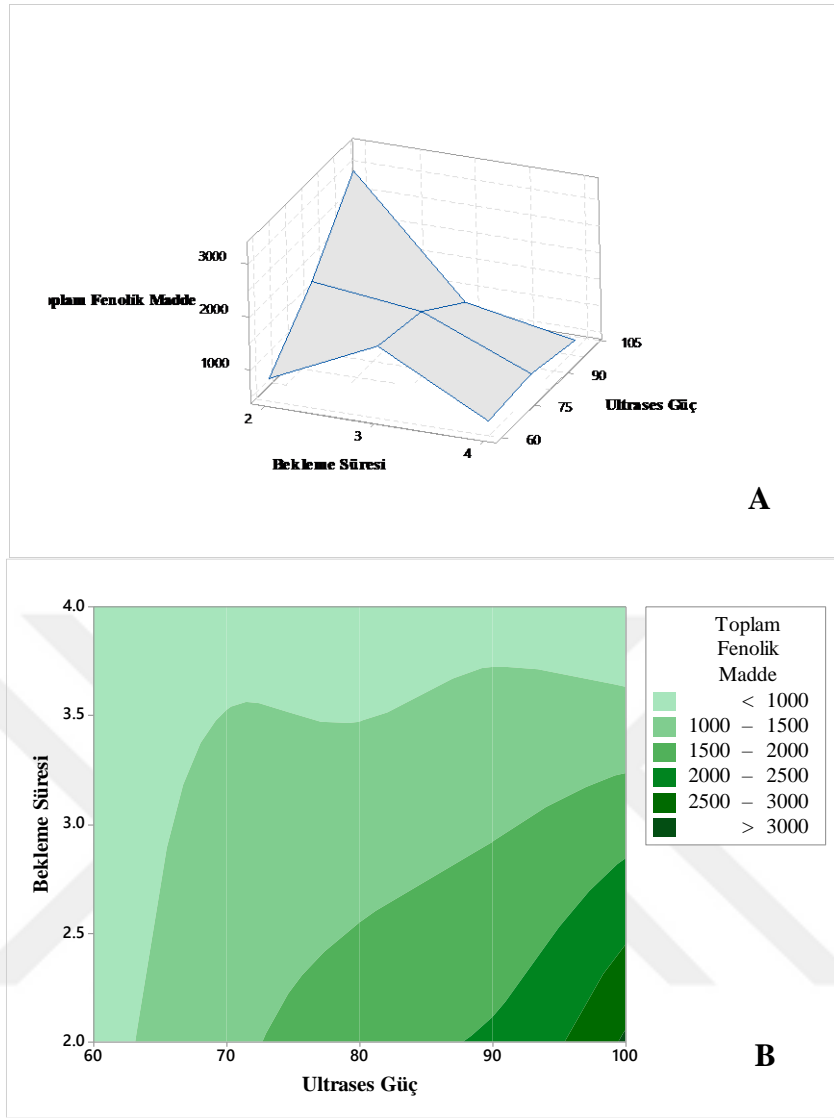 3000
oplam Fenolik Madde
2000
1000
2
3
4
Bekleme Süresi
60
75
90
105
Ultrases Güç
A
4.0
3.5
3.0
2.5
2.0
Bekleme Süresi
60 70 80 90 100
Ultrases Güç
B
Toplam
Fenolik
Madde
< 1000
1000 – 1500
1500 – 2000
2000 – 2500
2500 – 3000
> 3000